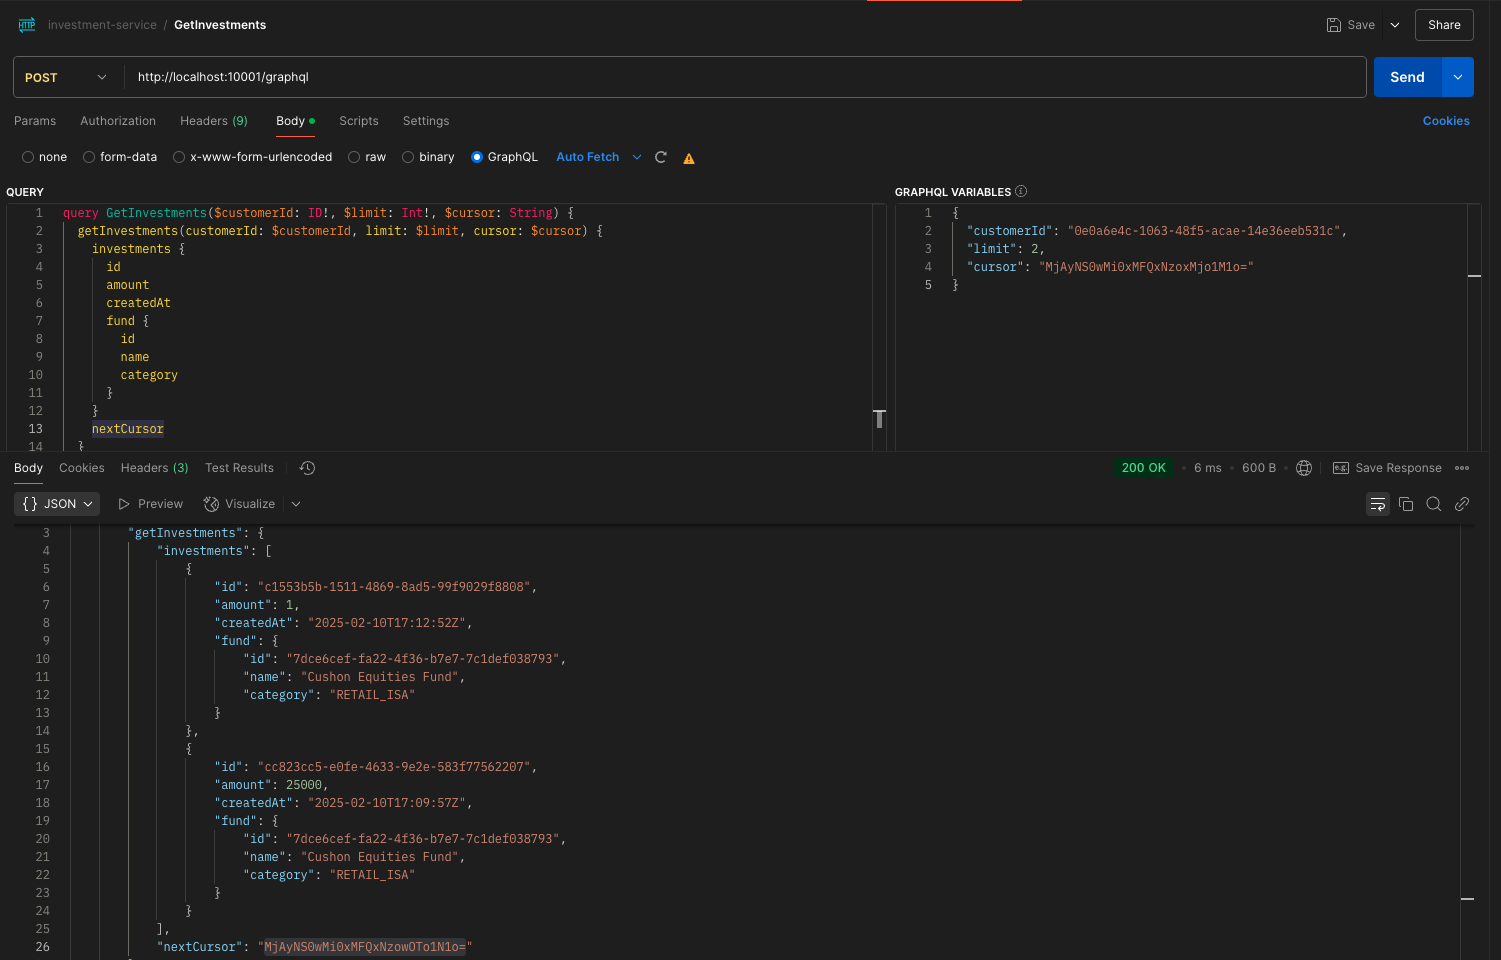 HTTP investment-service / GetInvestments Save Share
POST http://localhost:10001/graphql Send
Params Authorization Headers (9) Body Scripts Settings Cookies
none form-data x-www-form-urlencoded raw binary GraphQL Auto Fetch
QUERY
1 query GetInvestments($customerId: ID!, $limit: Int!, $cursor: String) {
2 getInvestments(customerId: $customerId, limit: $limit, cursor: $cursor) {
3 investments {
4 id
5 amount
6 createdAt
7 fund {
8 id
9 name
10 category
11 }
12 }
13 nextCursor
14 }
GRAPHQL VARIABLES
1 {
2 "customerId": "0e0a6e4c-1063-48f5-acae-14e36eeb531c",
3 "limit": 2,
4 "cursor": "MjAyNS0wMi0xMFQxNzoxMjo1M1o="
5 }
Body Cookies Headers (3) Test Results 200 OK 6 ms 600 B e.g. Save Response
{} JSON Preview Visualize
3 "getInvestments": {
4 "investments": [
5 {
6 "id": "c1553b5b-1511-4869-8ad5-99f9029f8808",
7 "amount": 1,
8 "createdAt": "2025-02-10T17:12:52Z",
9 "fund": {
10 "id": "7dce6cef-fa22-4f36-b7e7-7c1def038793",
11 "name": "Cushon Equities Fund",
12 "category": "RETAIL_ISA"
13 }
14 },
15 {
16 "id": "cc823cc5-e0fe-4633-9e2e-583f77562207",
17 "amount": 25000,
18 "createdAt": "2025-02-10T17:09:57Z",
19 "fund": {
20 "id": "7dce6cef-fa22-4f36-b7e7-7c1def038793",
21 "name": "Cushon Equities Fund",
22 "category": "RETAIL_ISA"
23 }
24 }
25 ],
26 "nextCursor": "MjAyNS0wMi0xMFQxNzowOTo1N1o="